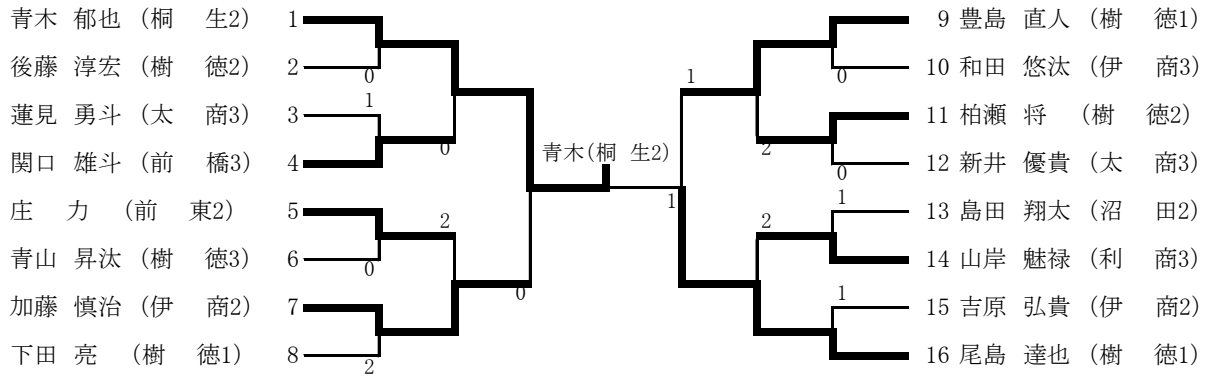 青木 郁也 (桐 生2) 1
後藤 淳宏 (樹 徳2) 2
0
蓮見 勇斗 (太 商3) 3
1
関口 雄斗 (前 橋3) 4
0
庄 力 (前 東2) 5
2
青山 昇汰 (樹 徳3) 6
0
加藤 慎治 (伊 商2) 7
0
下田 亮 (樹 徳1) 8
2
青木(桐 生2)
1
9 豊島 直人 (樹 徳1)
1
10 和田 悠汰 (伊 商3)
0
11 柏瀬 将 (樹 徳2)
2
12 新井 優貴 (太 商3)
0
13 島田 翔太 (沼 田2)
1
2
14 山岸 魅禄 (利 商3)
15 吉原 弘貴 (伊 商2)
1
16 尾島 達也 (樹 徳1)